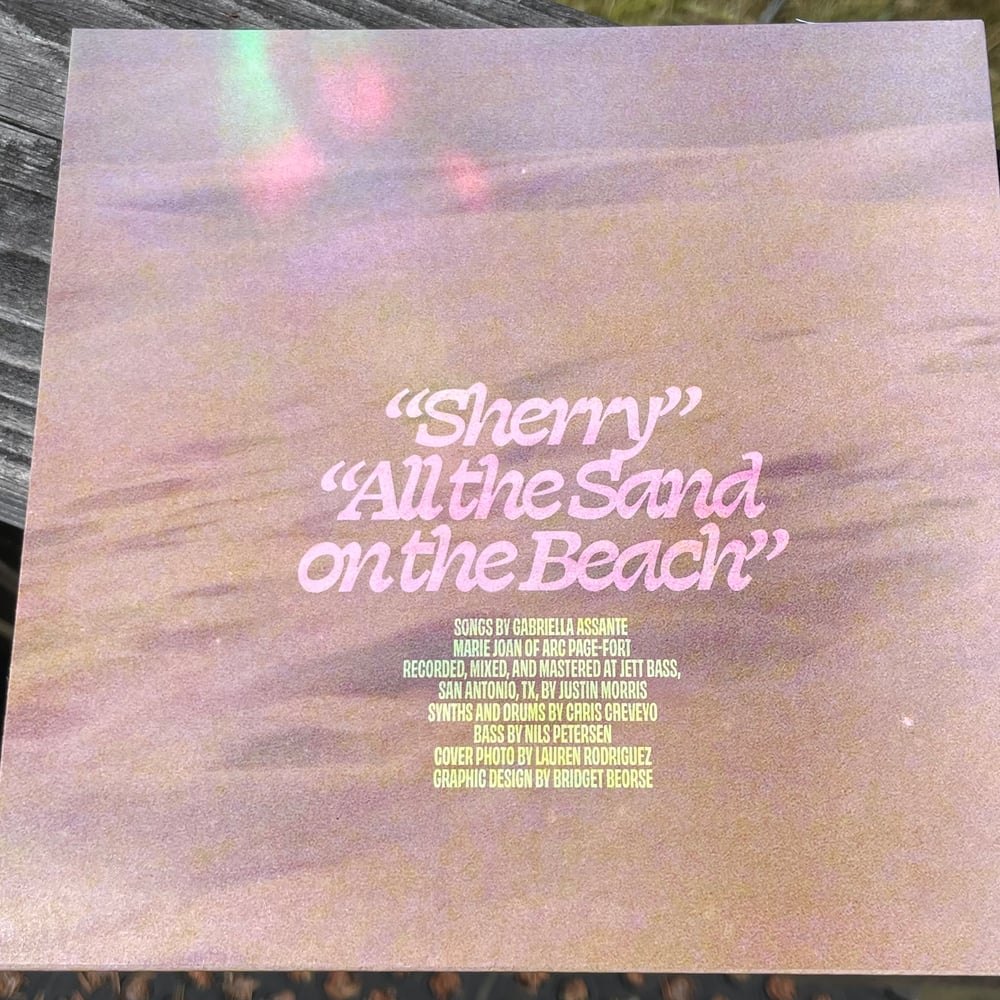 “Sherry”
“All the Sand
on the Beach”
SONGS BY GABRIELLA ASSANTE
MARIE JOAN OF ARC PAGE-FORT
RECORDED, MIXED, AND MASTERED AT JETT BASS,
SAN ANTONIO, TX, BY JUSTIN MORRIS
SYNTHS AND DRUMS BY CHRIS CHEVEYO
BASS BY NILS PETERSEN
COVER PHOTO BY LAUREN RODRIGUEZ
GRAPHIC DESIGN BY BRIDGET BEORSE